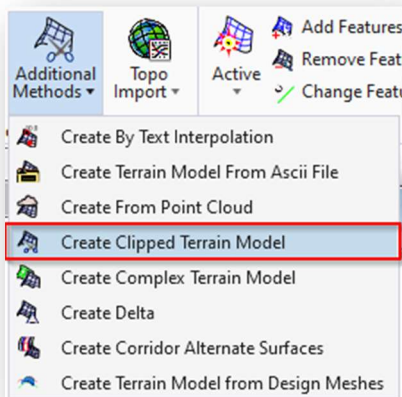 Additional
Methods
Topo
Import
Active
Add Features
Remove Feat
Change Featu
Create By Text Interpolation
Create Terrain Model From Ascii File
Create From Point Cloud
Create Clipped Terrain Model
Create Complex Terrain Model
Create Delta
Create Corridor Alternate Surfaces
Create Terrain Model from Design Meshes